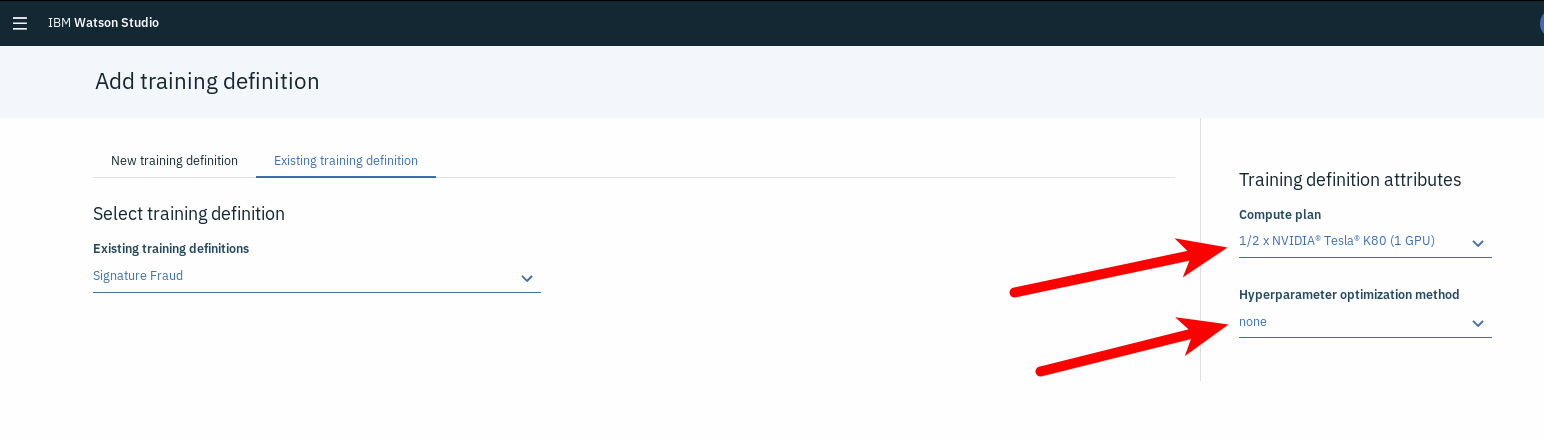 IBM Watson Studio
Add training definition
New training definition Existing training definition
Select training definition
Existing training definitions
Signature Fraud
Training definition attributes
Compute plan
1/2 x NVIDIA® Tesla® K80 (1 GPU)
Hyperparameter optimization method
none